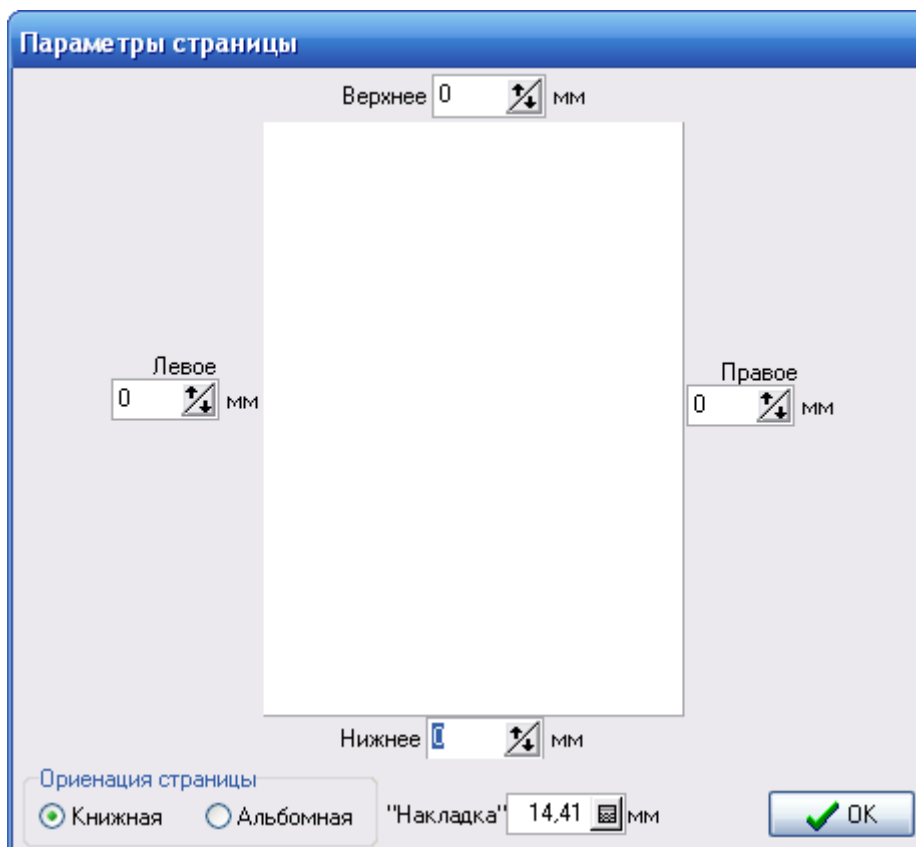 Параметры страницы
Верхнее 0 мм
Левое
0 мм
Правое
0 мм
Нижнее 0 мм
Ориенация страницы
Книжная Альбомная "Накладка" 14,41 мм OK